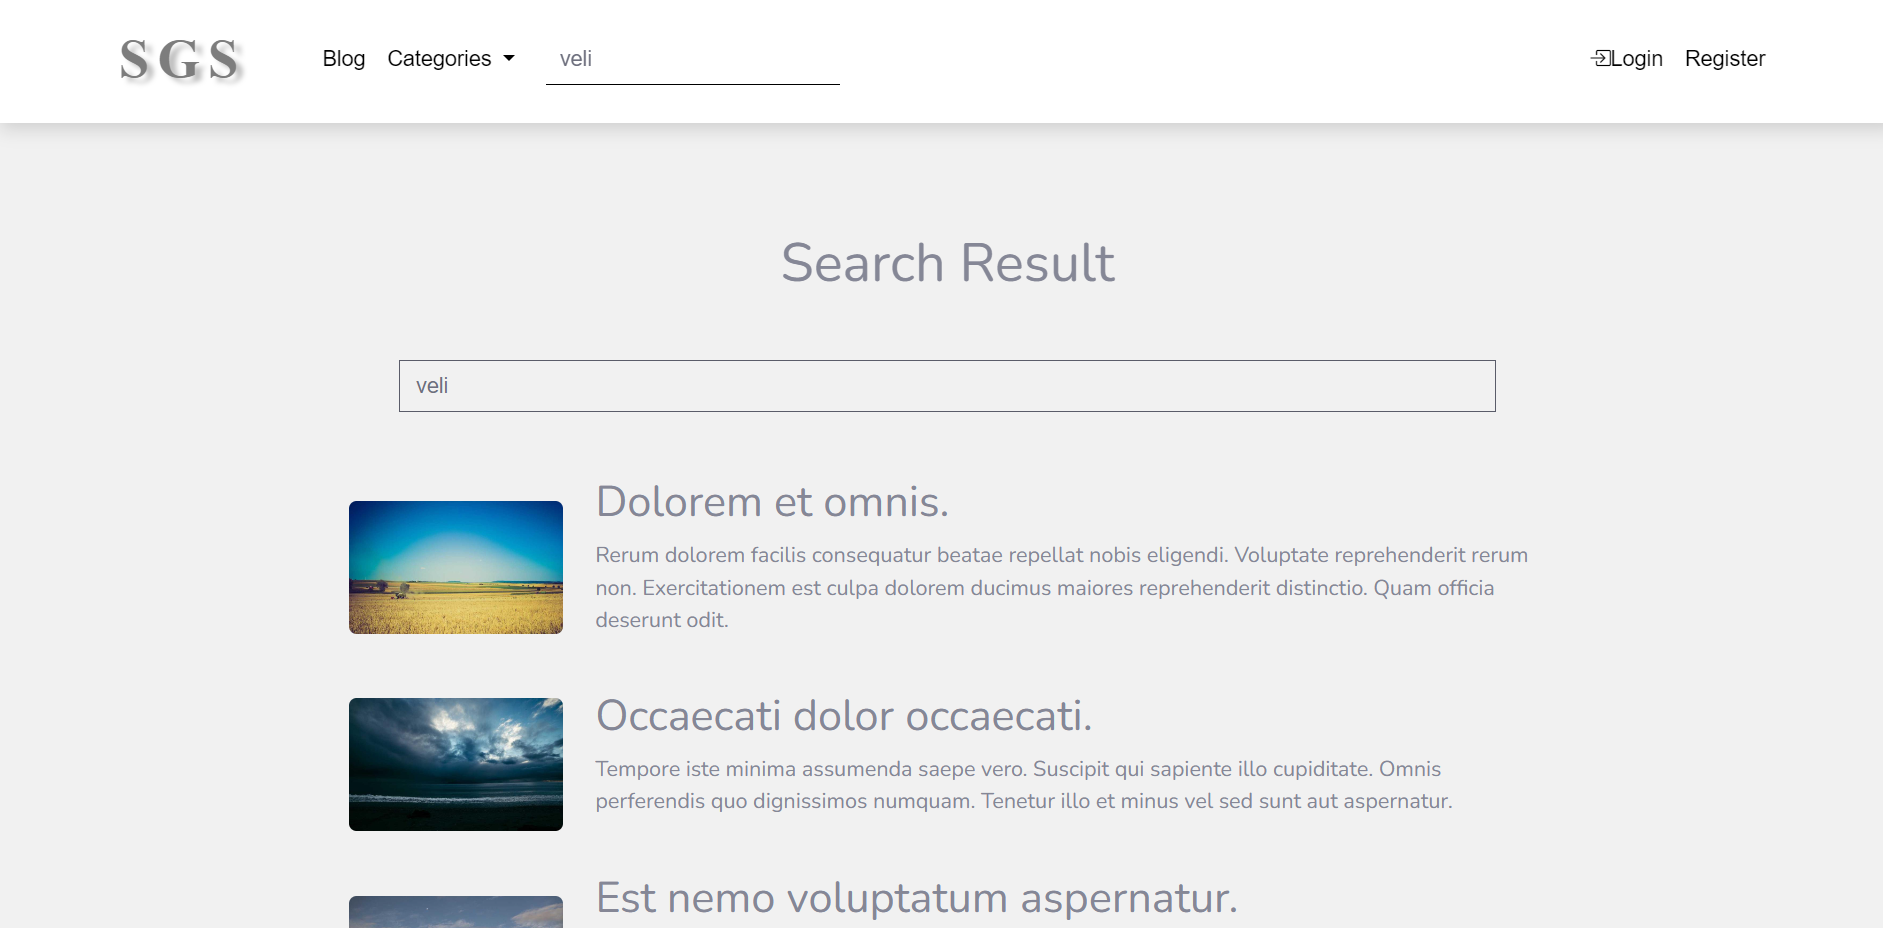 SGS
Blog
Categories
veli
Login
Register
Search Result
veli
Dolorem et omnis.
Rerum dolorem facilis consequatur beatae repellat nobis eligendi. Voluptate reprehenderit rerum
non. Exercitationem est culpa dolorem ducimus maiores reprehenderit distinctio. Quam officia
deserunt odit.
Occaecati dolor occaecati.
Tempore iste minima assumenda saepe vero. Suscipit qui sapiente illo cupiditate. Omnis
perferendis quo dignissimos numquam. Tenetur illo et minus vel sed sunt aut aspernatur.
Est nemo voluptatum aspernatur.